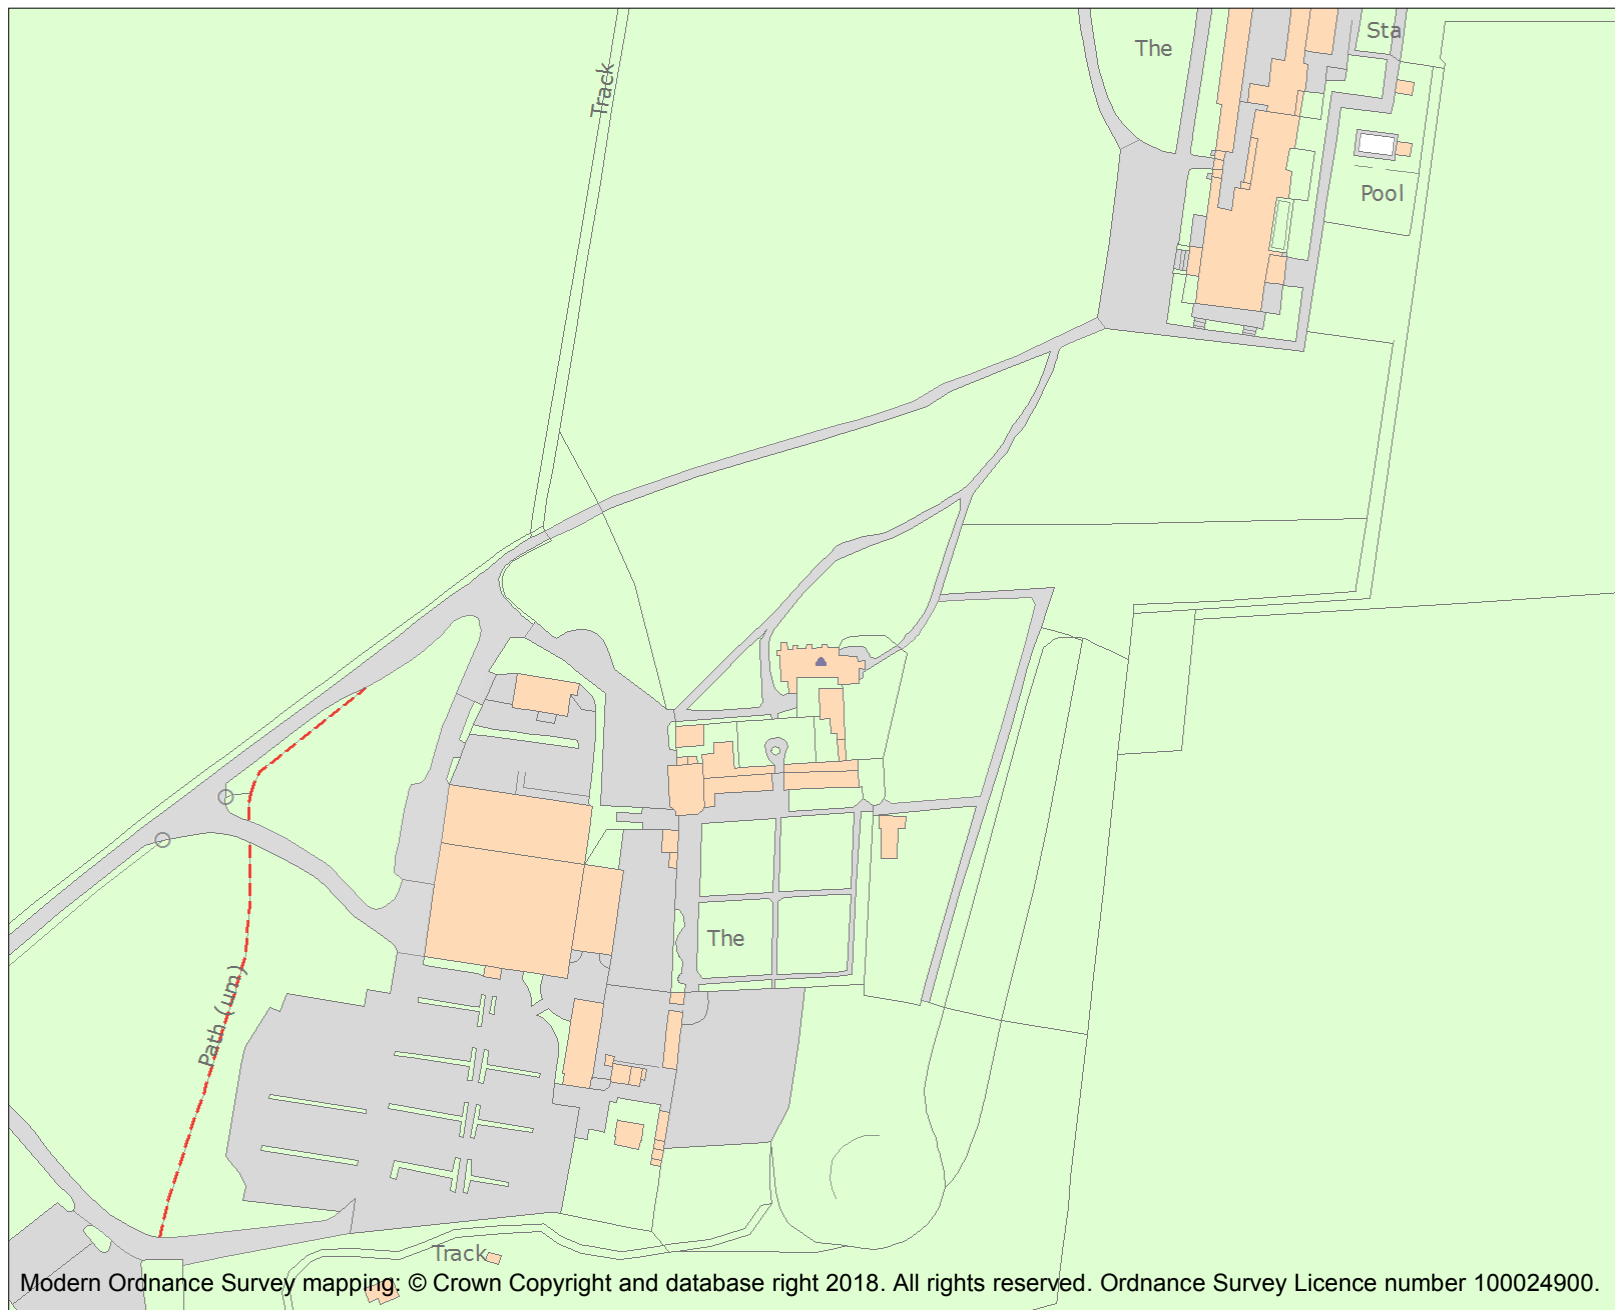 Sta
The
Track
Pool
The
Path (um)
Track
Modern Ordnance Survey mapping: © Crown Copyright and database right 2018. All rights reserved. Ordnance Survey Licence number 100024900.